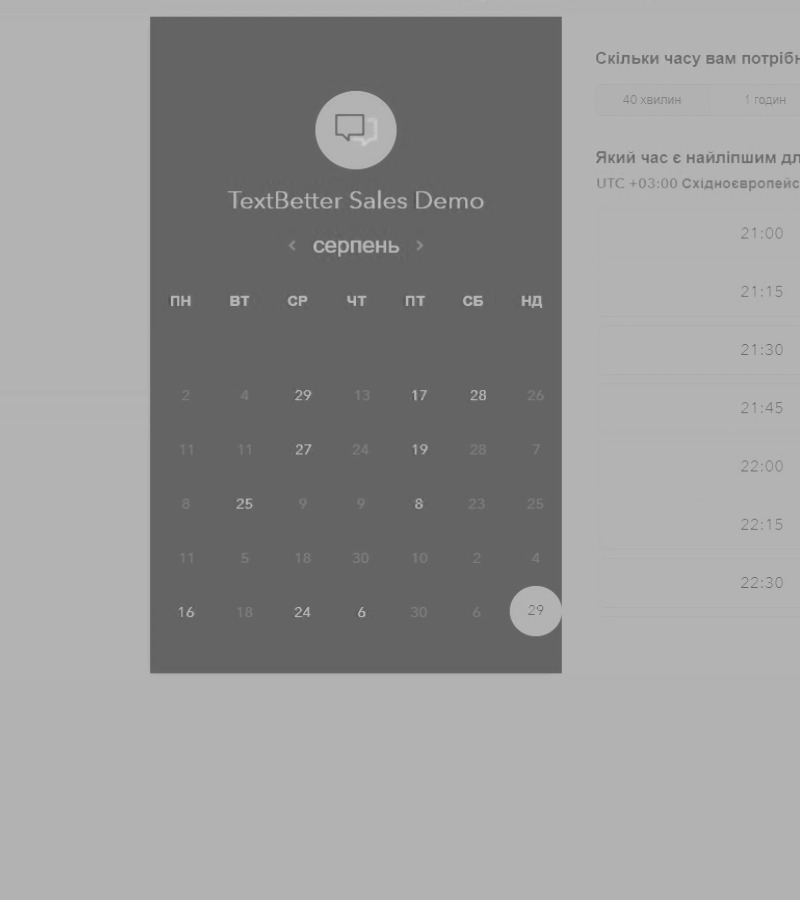 TextBetter Sales Demo
< серпень >
ПН ВТ СР ЧТ ПТ СБ НД
2 4 29 13 17 28 26
11 11 27 24 19 28 7
8 25 9 9 8 23 25
11 5 18 30 10 2 4
16 18 24 6 30 6 29
Скільки часу вам потрібн
40 хвилин 1 годин
Який час є найліпшим дл
UTC +03:00 Східноєвропейс
21:00
21:15
21:30
21:45
22:00
22:15
22:30